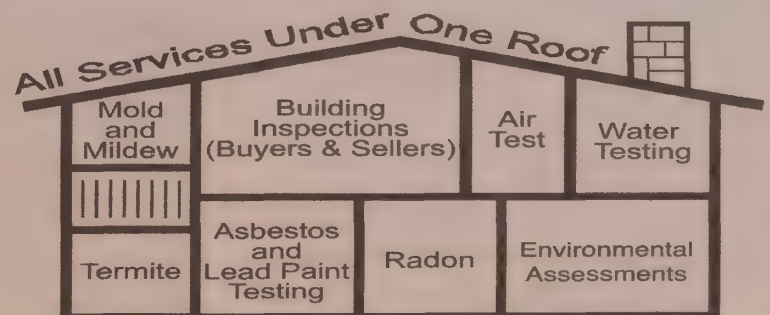 All Services Under One Roof
Mold
and
Mildew
Building
Inspections
(Buyers & Sellers)
Air
Test
Water
Testing
Termite
Asbestos
and
Lead Paint
Testing
Radon
Environmental
Assessments